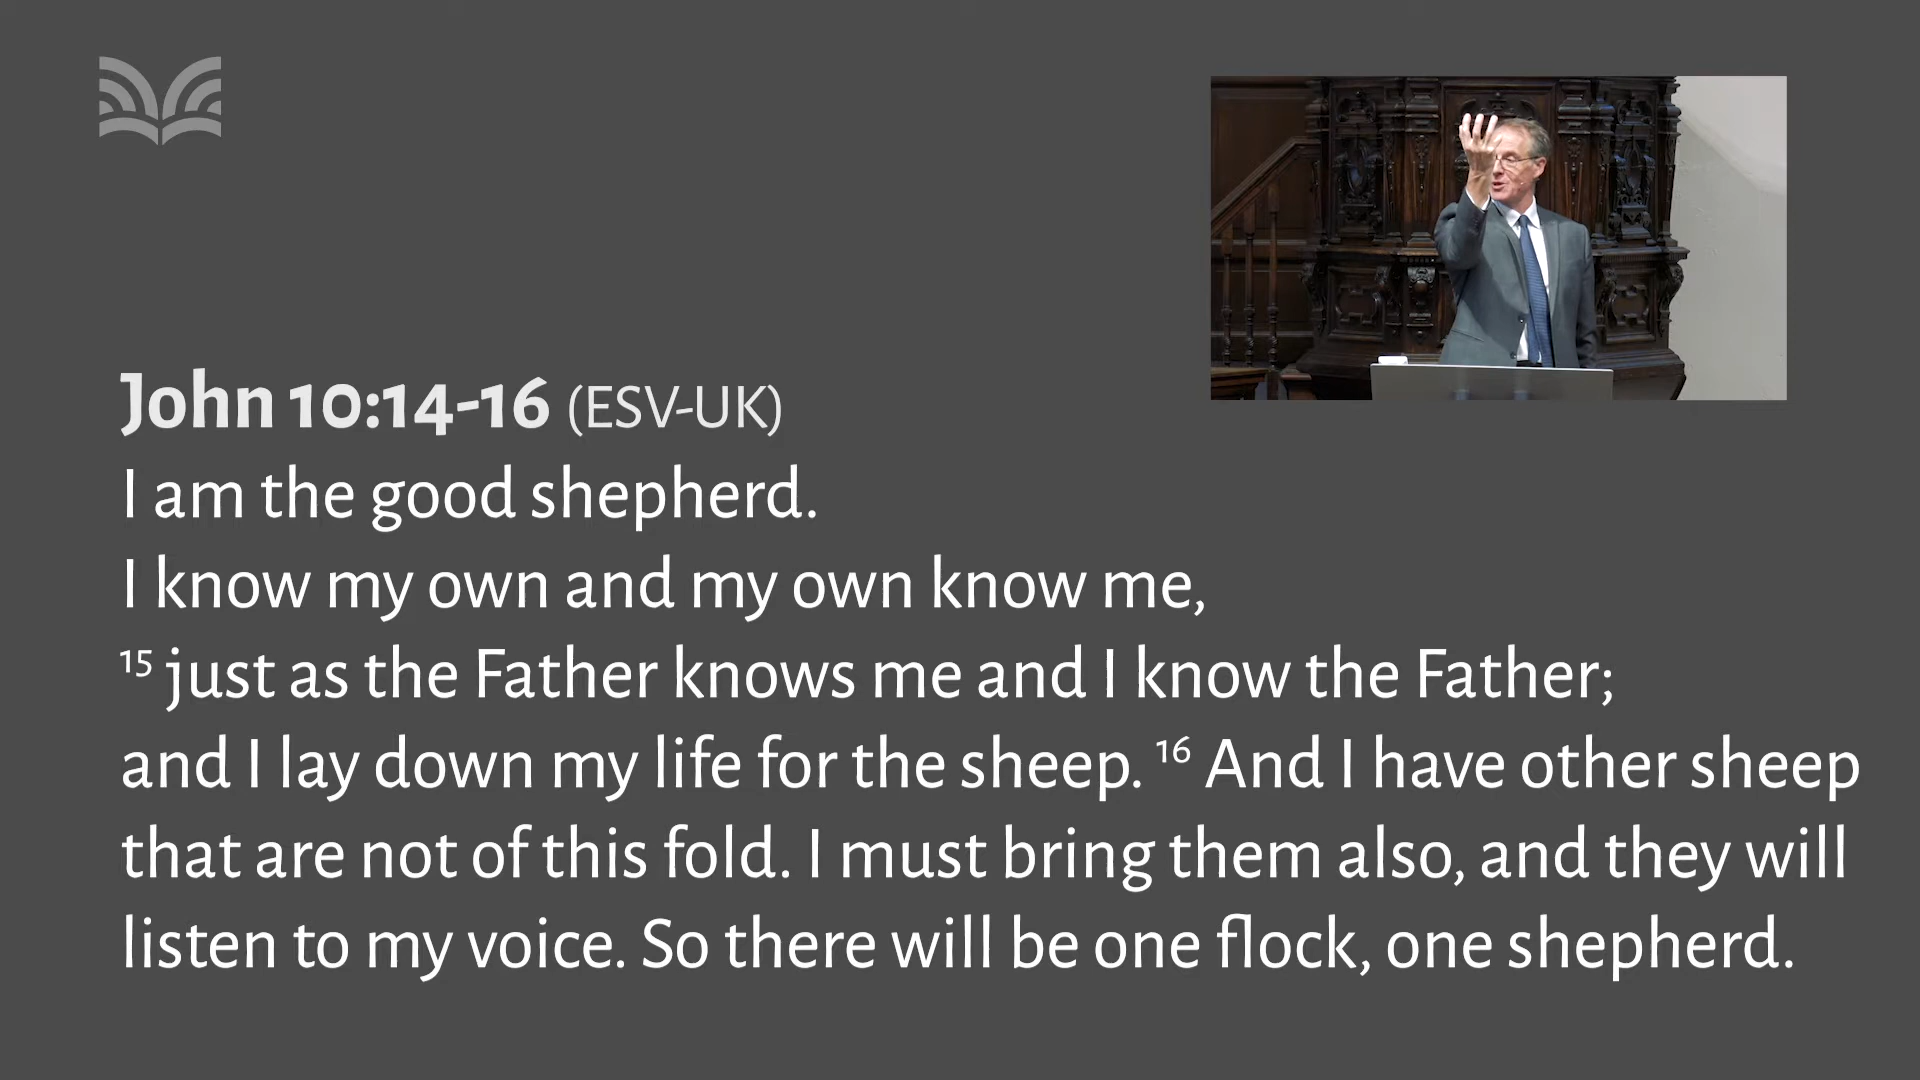 John 10:14-16 (ESV-UK)
I am the good shepherd.
I know my own and my own know me,
15 just as the Father knows me and I know the Father;
and I lay down my life for the sheep. 16 And I have other sheep
that are not of this fold. I must bring them also, and they will
listen to my voice. So there will be one flock, one shepherd.